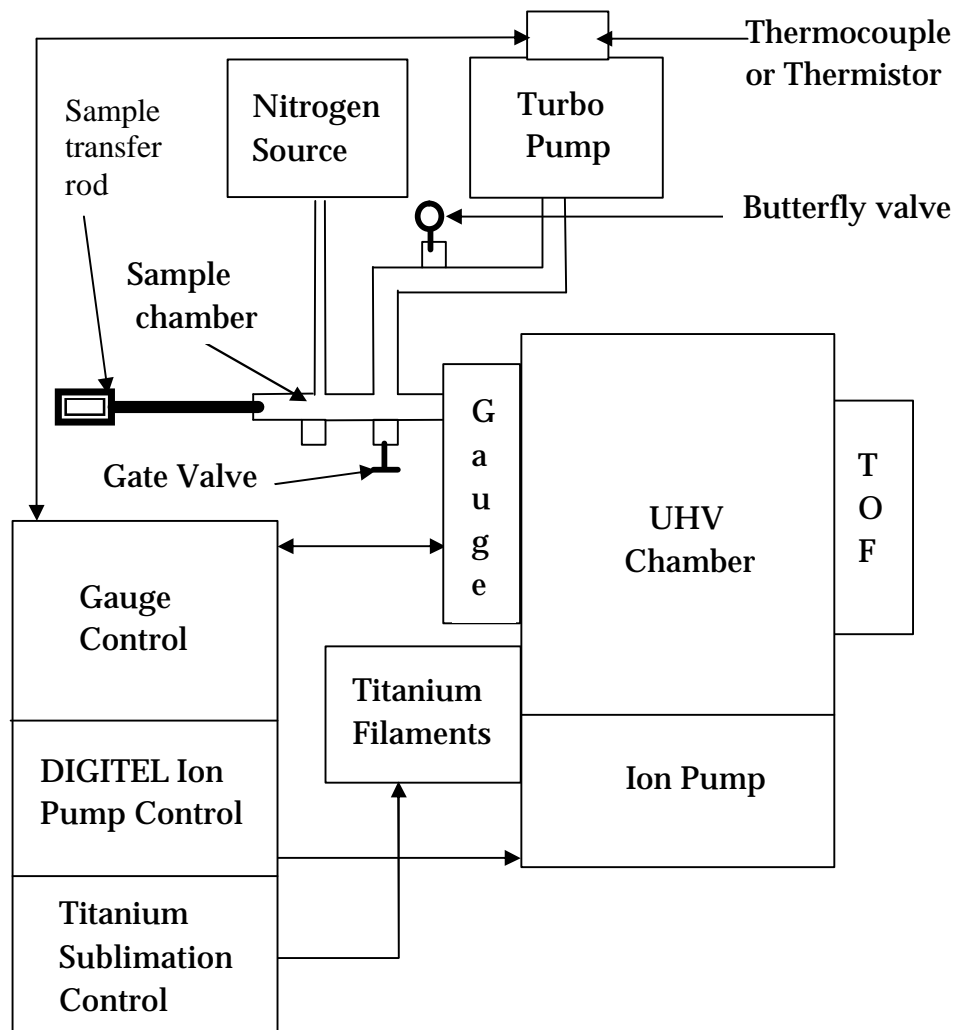 Thermocouple
or Thermistor
Nitrogen
Source
Turbo
Pump
Sample
transfer
rod
Butterfly valve
Sample
chamber
G
a
u
g
e
Gate Valve
UHV
Chamber
T
O
F
Gauge
Control
Titanium
Filaments
DIGITEL Ion
Pump Control
Ion Pump
Titanium
Sublimation
Control